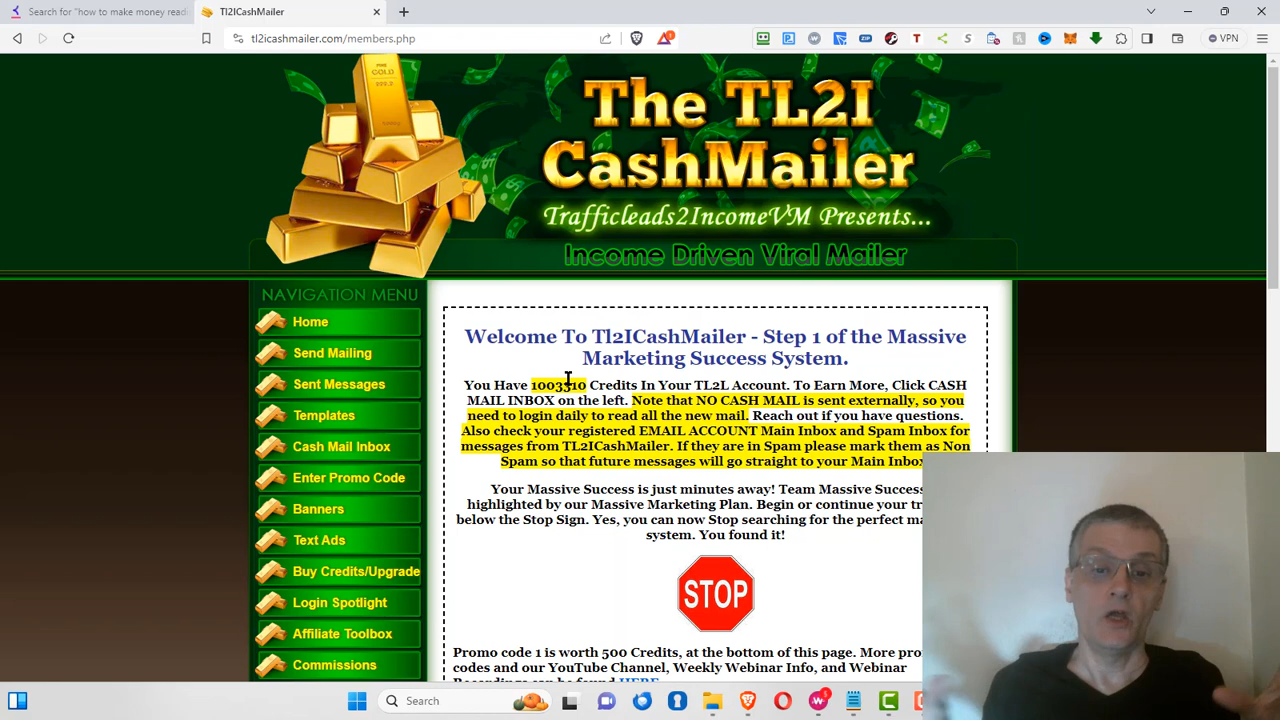 Search for "how to make money readi
Tl2ICashMailer
tl2icashmailer.com/members.php
VPN
The TL2I
CashMailer
Trafficleads2IncomeVM Presents...
Income Driven Viral Mailer
NAVIGATION MENU
Home
Send Mailing
Sent Messages
Templates
Cash Mail Inbox
Enter Promo Code
Banners
Text Ads
Buy Credits/Upgrade
Login Spotlight
Affiliate Toolbox
Commissions
Welcome To Tl2ICashMailer - Step 1 of the Massive
Marketing Success System.
You Have 1003310 Credits In Your TL2L Account. To Earn More, Click CASH
MAIL INBOX on the left. Note that NO CASH MAIL is sent externally, so you
need to login daily to read all the new mail. Reach out if you have questions.
Also check your registered EMAIL ACCOUNT Main Inbox and Spam Inbox for
messages from TL2ICashMailer. If they are in Spam please mark them as Non
Spam so that future messages will go straight to your Main Inbox
Your Massive Success is just minutes away! Team Massive Success
highlighted by our Massive Marketing Plan. Begin or continue your tr
below the Stop Sign. Yes, you can now Stop searching for the perfect ma
system. You found it!
STOP
Promo code 1 is worth 500 Credits, at the bottom of this page. More pro
codes and our YouTube Channel, Weekly Webinar Info, and Webinar
Recordings can be found HERE
Search